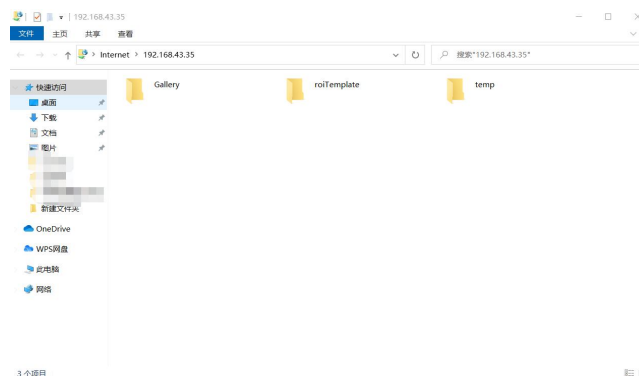 192.168.43.35
文件 主页 共享 查看
Internet > 192.168.43.35
搜索"192.168.43.35"
快速访问
桌面
下载
文档
图片
新建文件夹
OneDrive
WPS网盘
此电脑
网络
Gallery roiTemplate temp
3 个项目